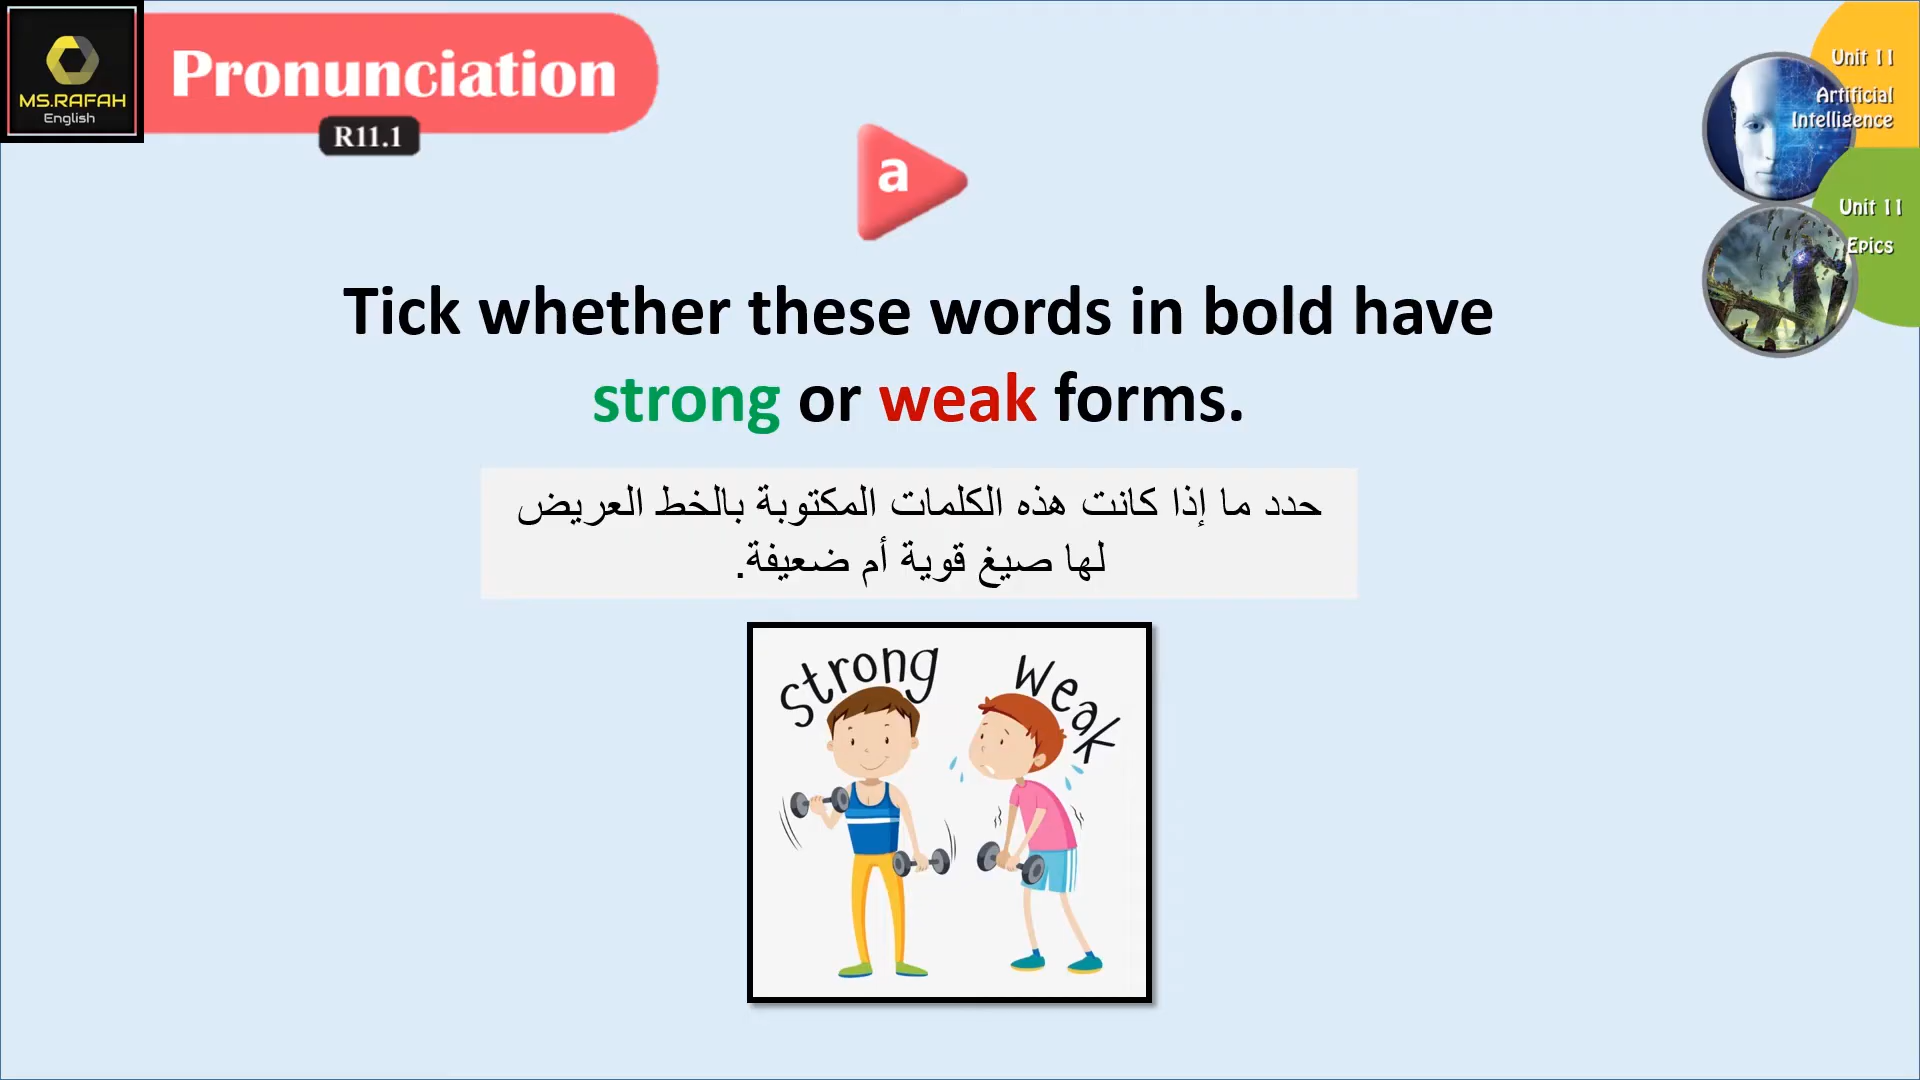 MS.RAFAH
English
Pronunciation
R11.1
a
Unit 11
Artificial
Intelligence
Unit 11
Epics
Tick whether these words in bold have
strong or weak forms.
حدد ما إذا كانت هذه الكلمات المكتوبة بالخط العريض
لها صيغ قوية أم ضعيفة.
strong weak